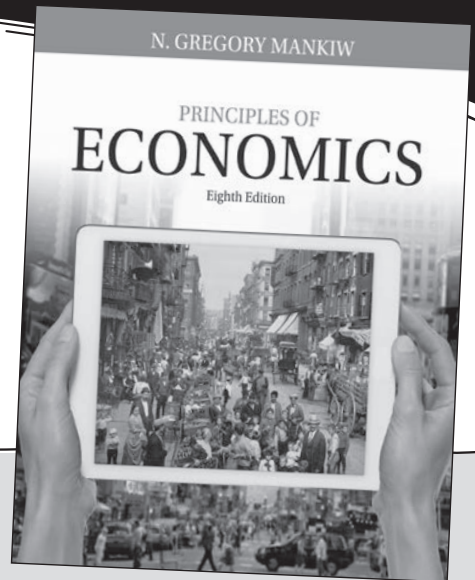 N. GREGORY MANKIW
PRINCIPLES OF
ECONOMICS
Eighth Edition